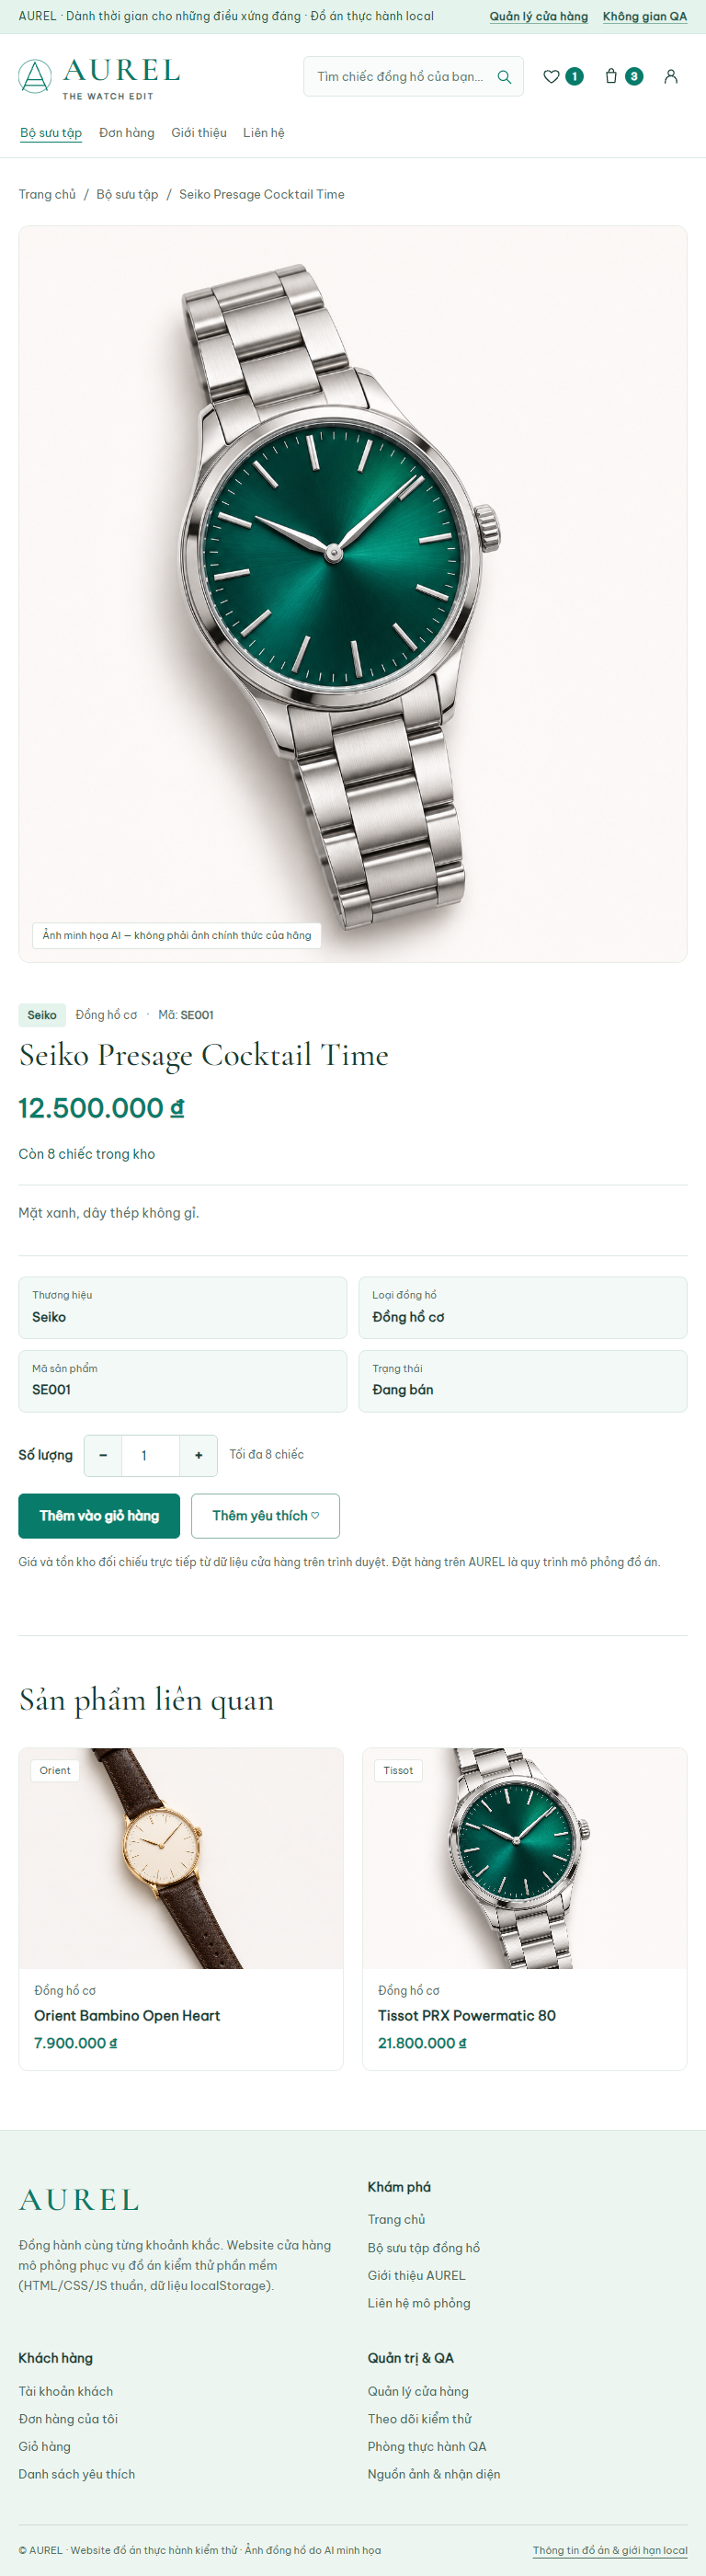 AUREL · Dành thời gian cho những điều xứng đáng · Đồ án thực hành local
Quản lý cửa hàng
Không gian QA
AUREL
THE WATCH EDIT
Tìm chiếc đồng hồ của bạn...
1
3
Bộ sưu tập
Đơn hàng
Giới thiệu
Liên hệ
Trang chủ / Bộ sưu tập / Seiko Presage Cocktail Time
Ảnh minh họa AI — không phải ảnh chính thức của hãng
Seiko
Đồng hồ cơ · Mã: SE001
Seiko Presage Cocktail Time
12.500.000 ₫
Còn 8 chiếc trong kho
Mặt xanh, dây thép không gỉ.
Thương hiệu
Seiko
Loại đồng hồ
Đồng hồ cơ
Mã sản phẩm
SE001
Trạng thái
Đang bán
Số lượng
−
1
+
Tối đa 8 chiếc
Thêm vào giỏ hàng
Thêm yêu thích ♡
Giá và tồn kho đối chiếu trực tiếp từ dữ liệu cửa hàng trên trình duyệt. Đặt hàng trên AUREL là quy trình mô phỏng đồ án.
Sản phẩm liên quan
Orient
Đồng hồ cơ
Orient Bambino Open Heart
7.900.000 ₫
Tissot
Đồng hồ cơ
Tissot PRX Powermatic 80
21.800.000 ₫
AUREL
Đồng hành cùng từng khoảnh khắc. Website cửa hàng
mô phỏng phục vụ đồ án kiểm thử phần mềm
(HTML/CSS/JS thuần, dữ liệu localStorage).
Khám phá
Trang chủ
Bộ sưu tập đồng hồ
Giới thiệu AUREL
Liên hệ mô phỏng
Khách hàng
Tài khoản khách
Đơn hàng của tôi
Giỏ hàng
Danh sách yêu thích
Quản trị & QA
Quản lý cửa hàng
Theo dõi kiểm thử
Phòng thực hành QA
Nguồn ảnh & nhận diện
© AUREL · Website đồ án thực hành kiểm thử · Ảnh đồng hồ do AI minh họa
Thông tin đồ án & giới hạn local